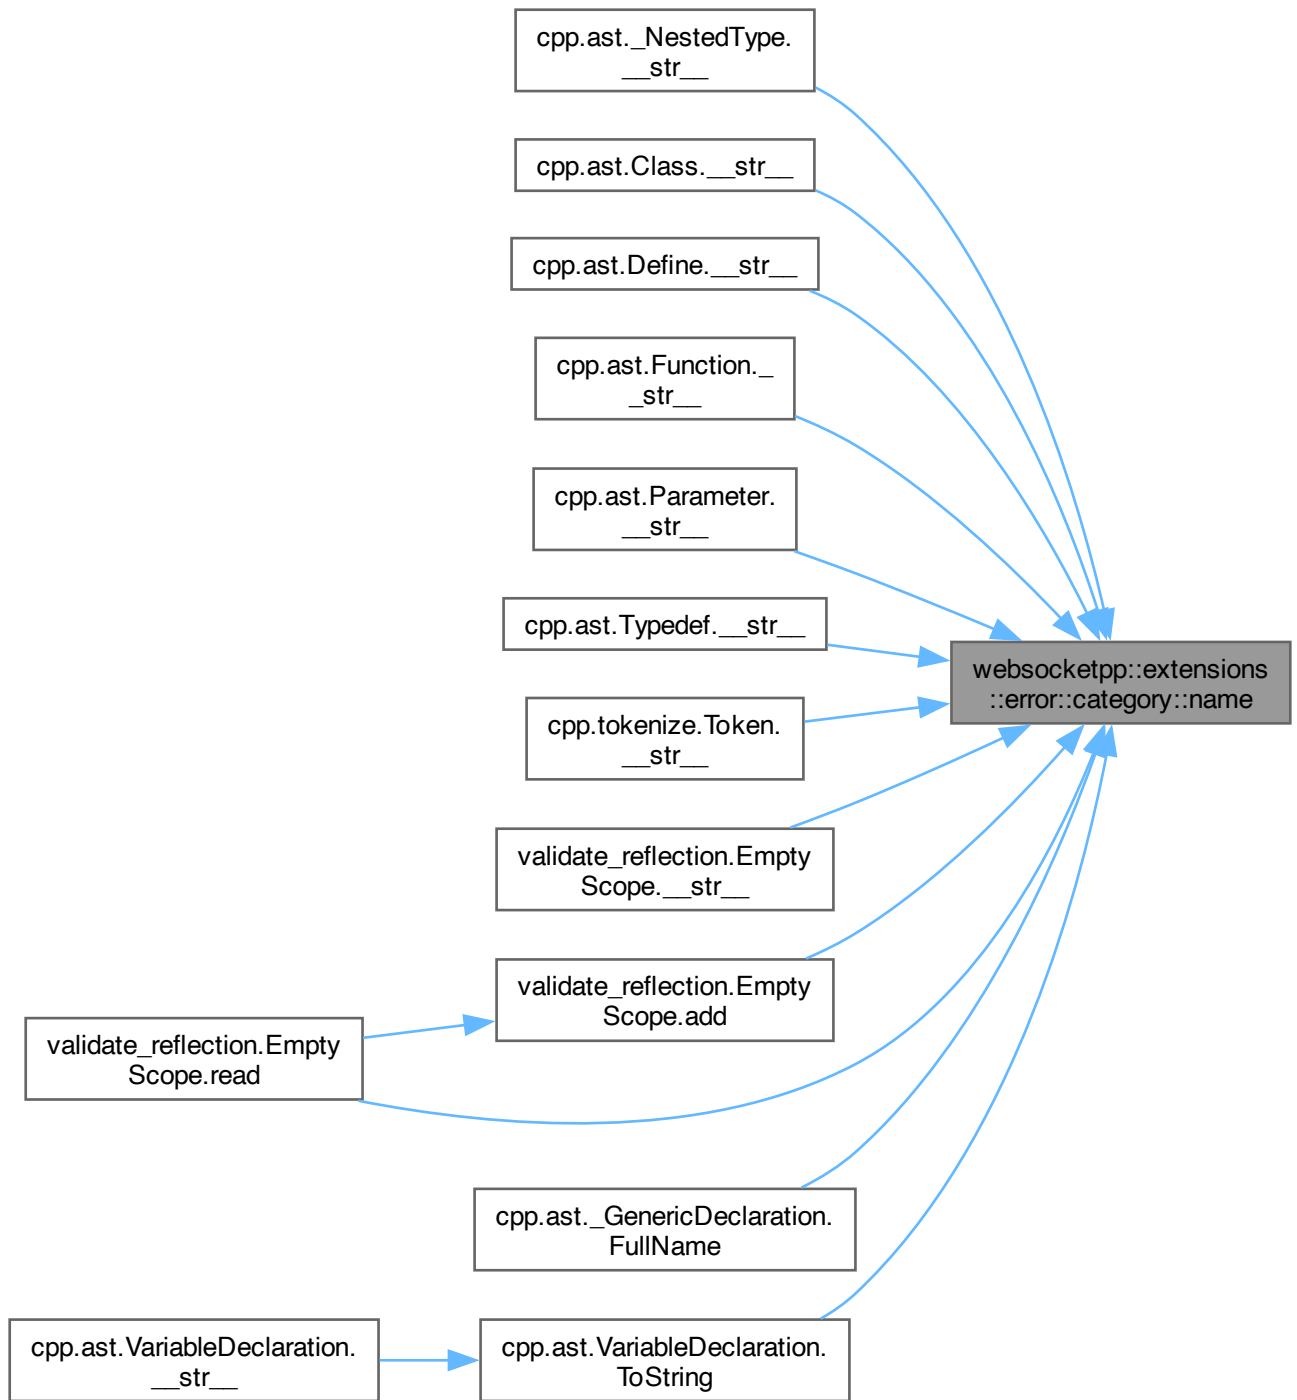 cpp.ast._NestedType.
__str__
cpp.ast.Class.__str__
cpp.ast.Define.__str__
cpp.ast.Function._
_str__
cpp.ast.Parameter.
__str__
cpp.ast.Typedef.__str__
websocketpp::extensions
::error::category::name
cpp.tokenize.Token.
__str__
validate_reflection.Empty
Scope.__str__
validate_reflection.Empty
Scope.add
validate_reflection.Empty
Scope.read
cpp.ast._GenericDeclaration.
FullName
cpp.ast.VariableDeclaration.
__str__
cpp.ast.VariableDeclaration.
ToString